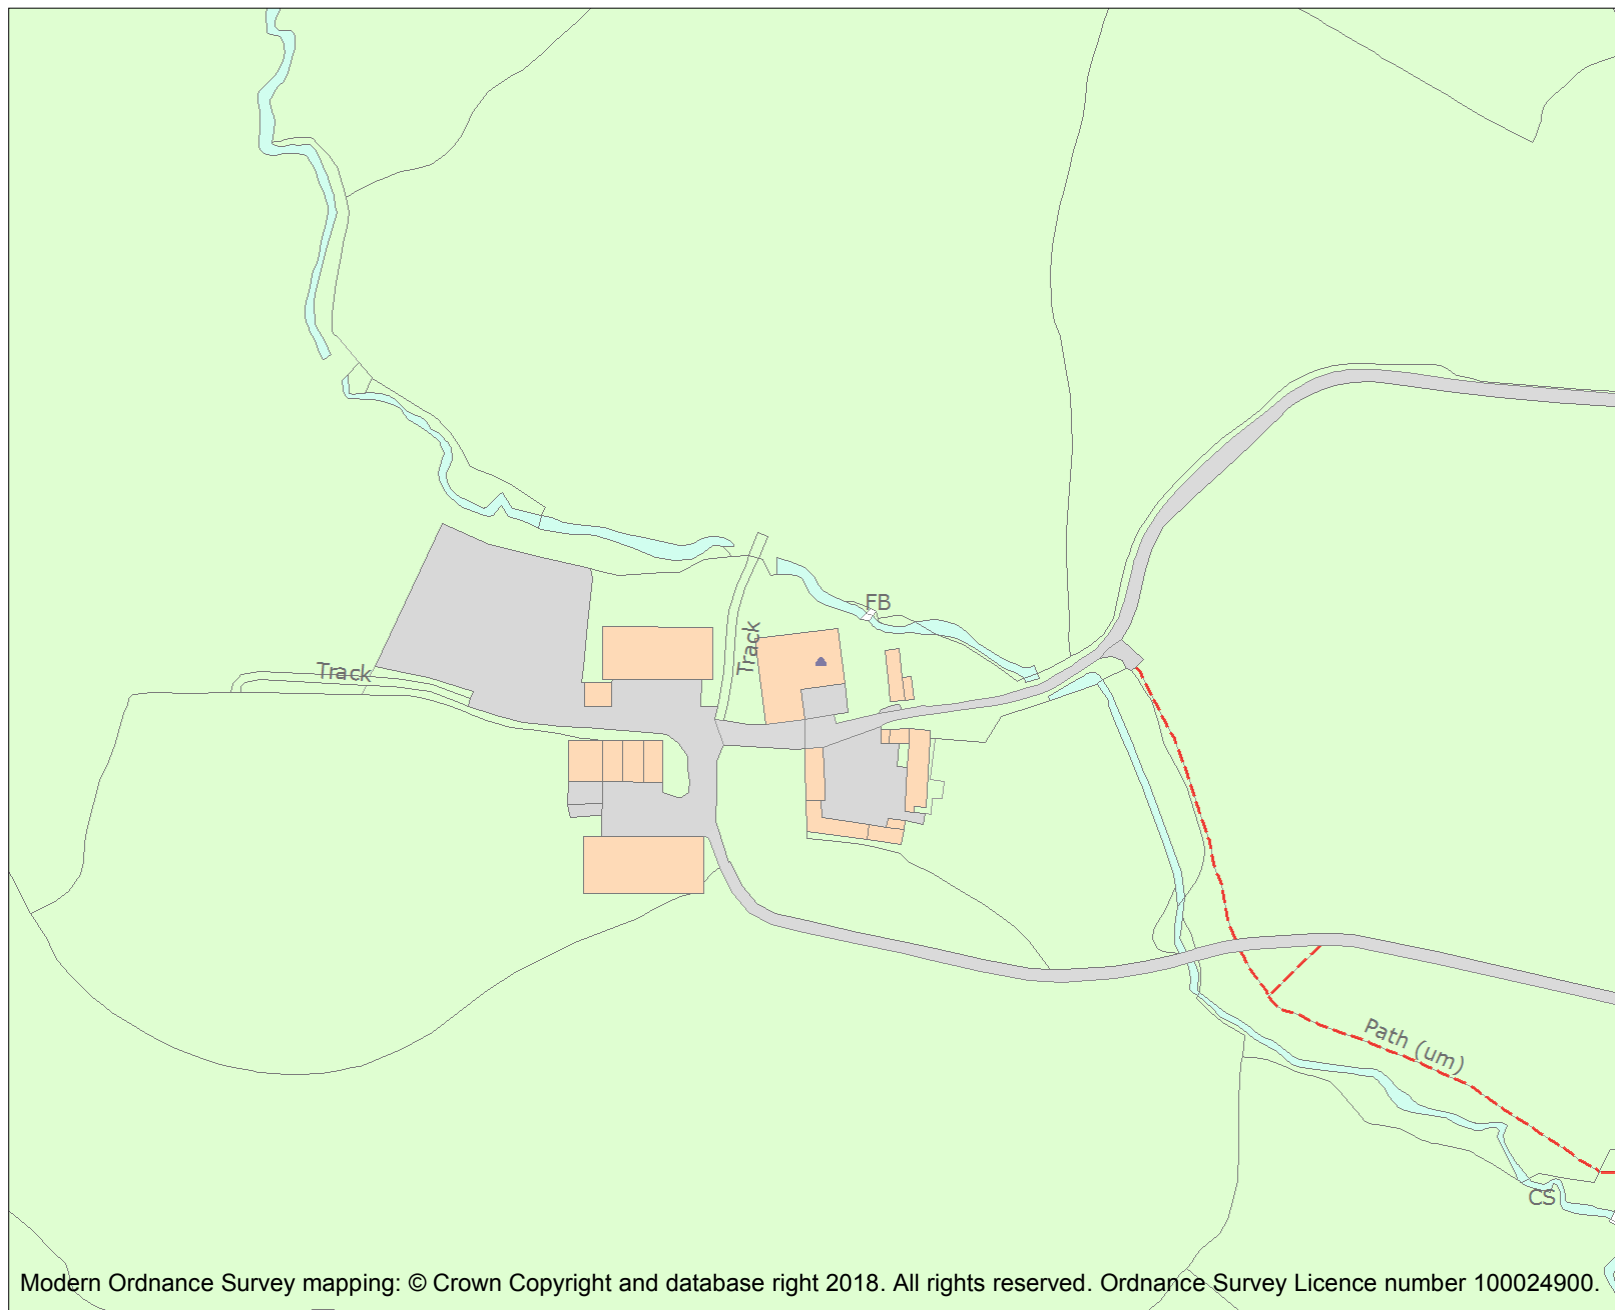 FB
Track
Track
Path (um)
CS
Modern Ordnance Survey mapping: © Crown Copyright and database right 2018. All rights reserved. Ordnance Survey Licence number 100024900.